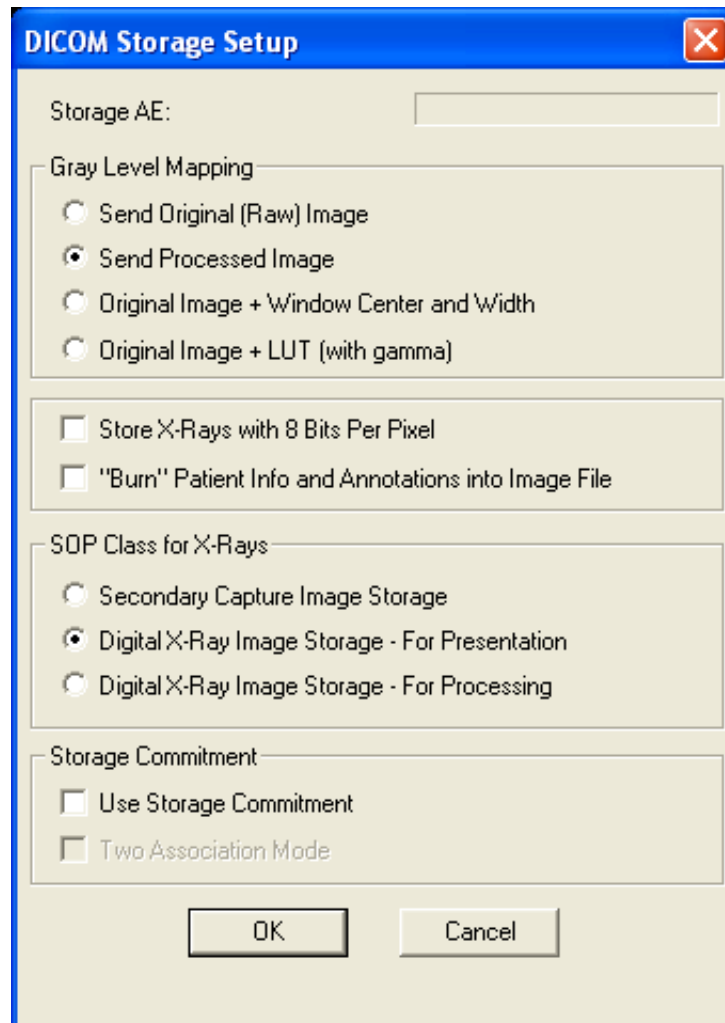 DICOM Storage Setup
Storage AE:
Gray Level Mapping
Send Original (Raw) Image
Send Processed Image
Original Image + Window Center and Width
Original Image + LUT (with gamma)
Store X-Rays with 8 Bits Per Pixel
"Burn" Patient Info and Annotations into Image File
SOP Class for X-Rays
Secondary Capture Image Storage
Digital X-Ray Image Storage - For Presentation
Digital X-Ray Image Storage - For Processing
Storage Commitment
Use Storage Commitment
Two Association Mode
OK Cancel